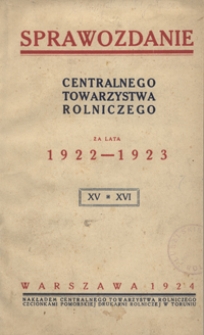 SPRAWOZDANIE
CENTRALNEGO
TOWARZYSTWA
ROLNICZEGO
ZA LATA
1922—1923
XV * XVI
WARSZAWA 1924
NAKŁADEM CENTRALNEGO TOWARZYSTWA ROLNICZEGO
CZCIONKAMI POMORSKIEJ DRUKARNI ROLNICZEJ W TORUNIU